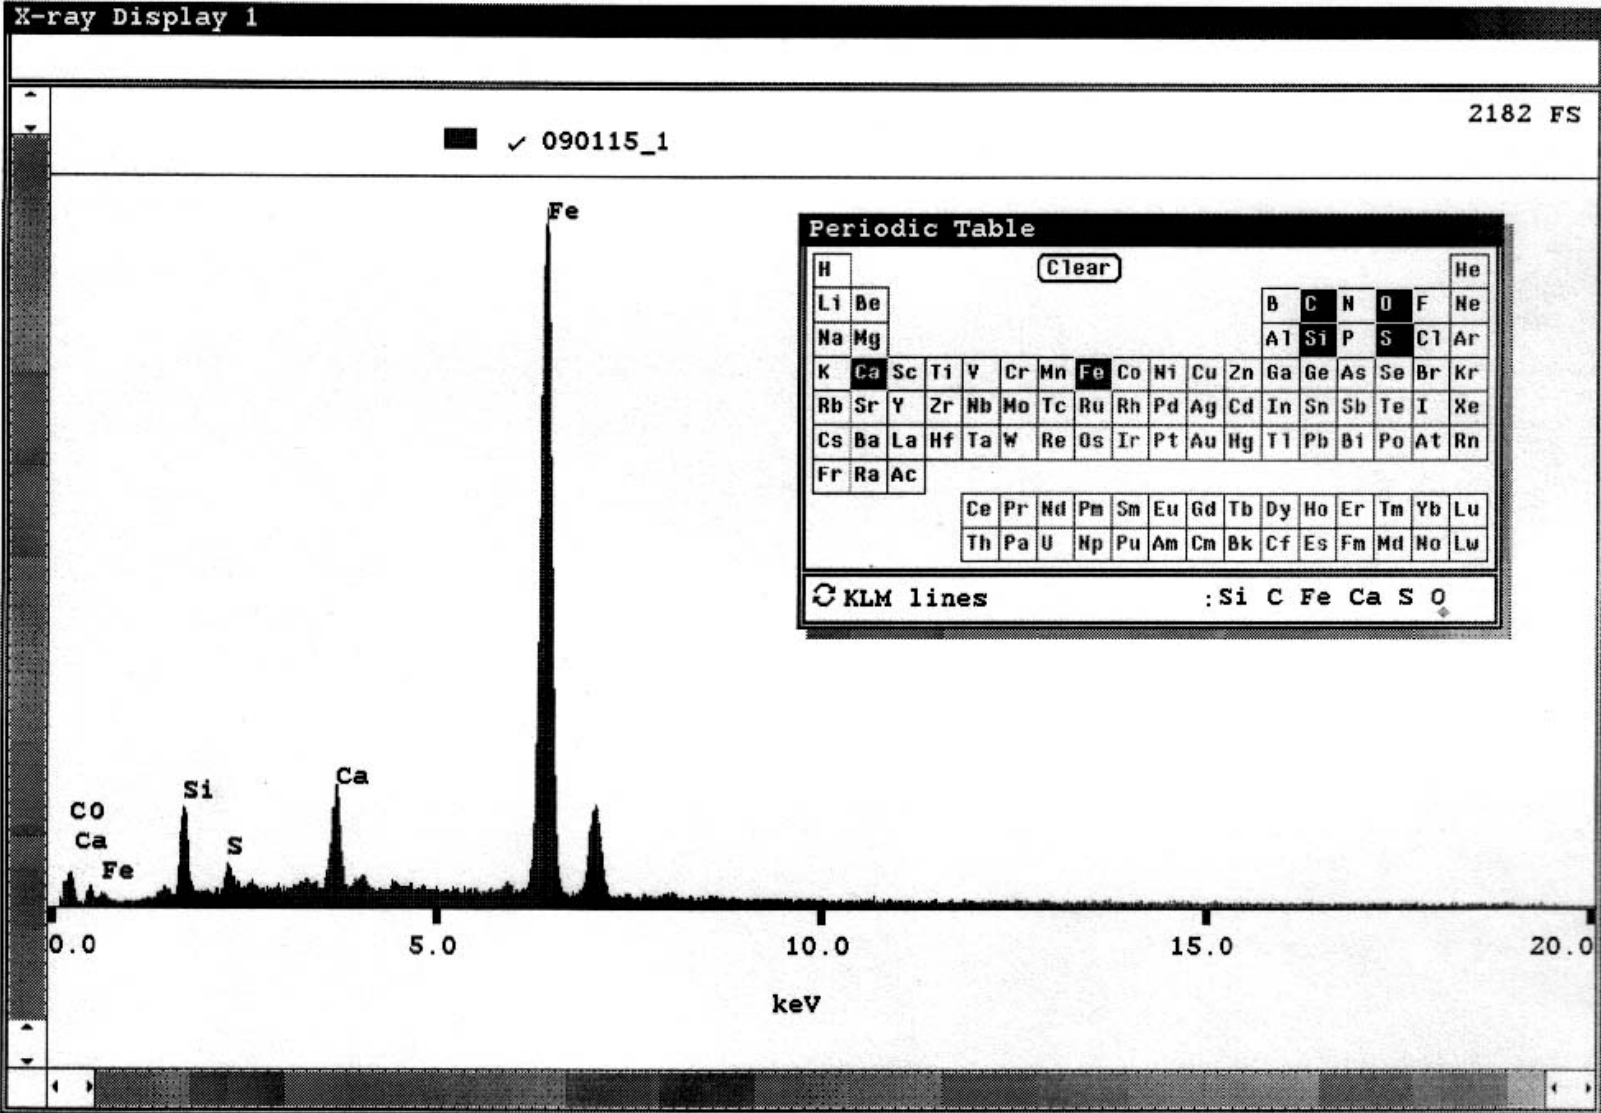 X-ray Display 1
2182 FS
✓ 090115_1
Fe
Periodic Table
Clear
H He
Li Be B C N O F Ne
Na Mg Al Si P S Cl Ar
K Ca Sc Ti V Cr Mn Fe Co Ni Cu Zn Ga Ge As Se Br Kr
Rb Sr Y Zr Nb Mo Tc Ru Rh Pd Ag Cd In Sn Sb Te I Xe
Cs Ba La Hf Ta W Re Os Ir Pt Au Hg Tl Pb Bi Po At Rn
Fr Ra Ac
Ce Pr Nd Pm Sm Eu Gd Tb Dy Ho Er Tm Yb Lu
Th Pa U Np Pu Am Cm Bk Cf Es Fm Md No Lw
KLM lines :Si C Fe Ca S O
Ca
Si
C O
Ca
S
Fe
0.0 5.0 10.0 15.0 20.0
keV